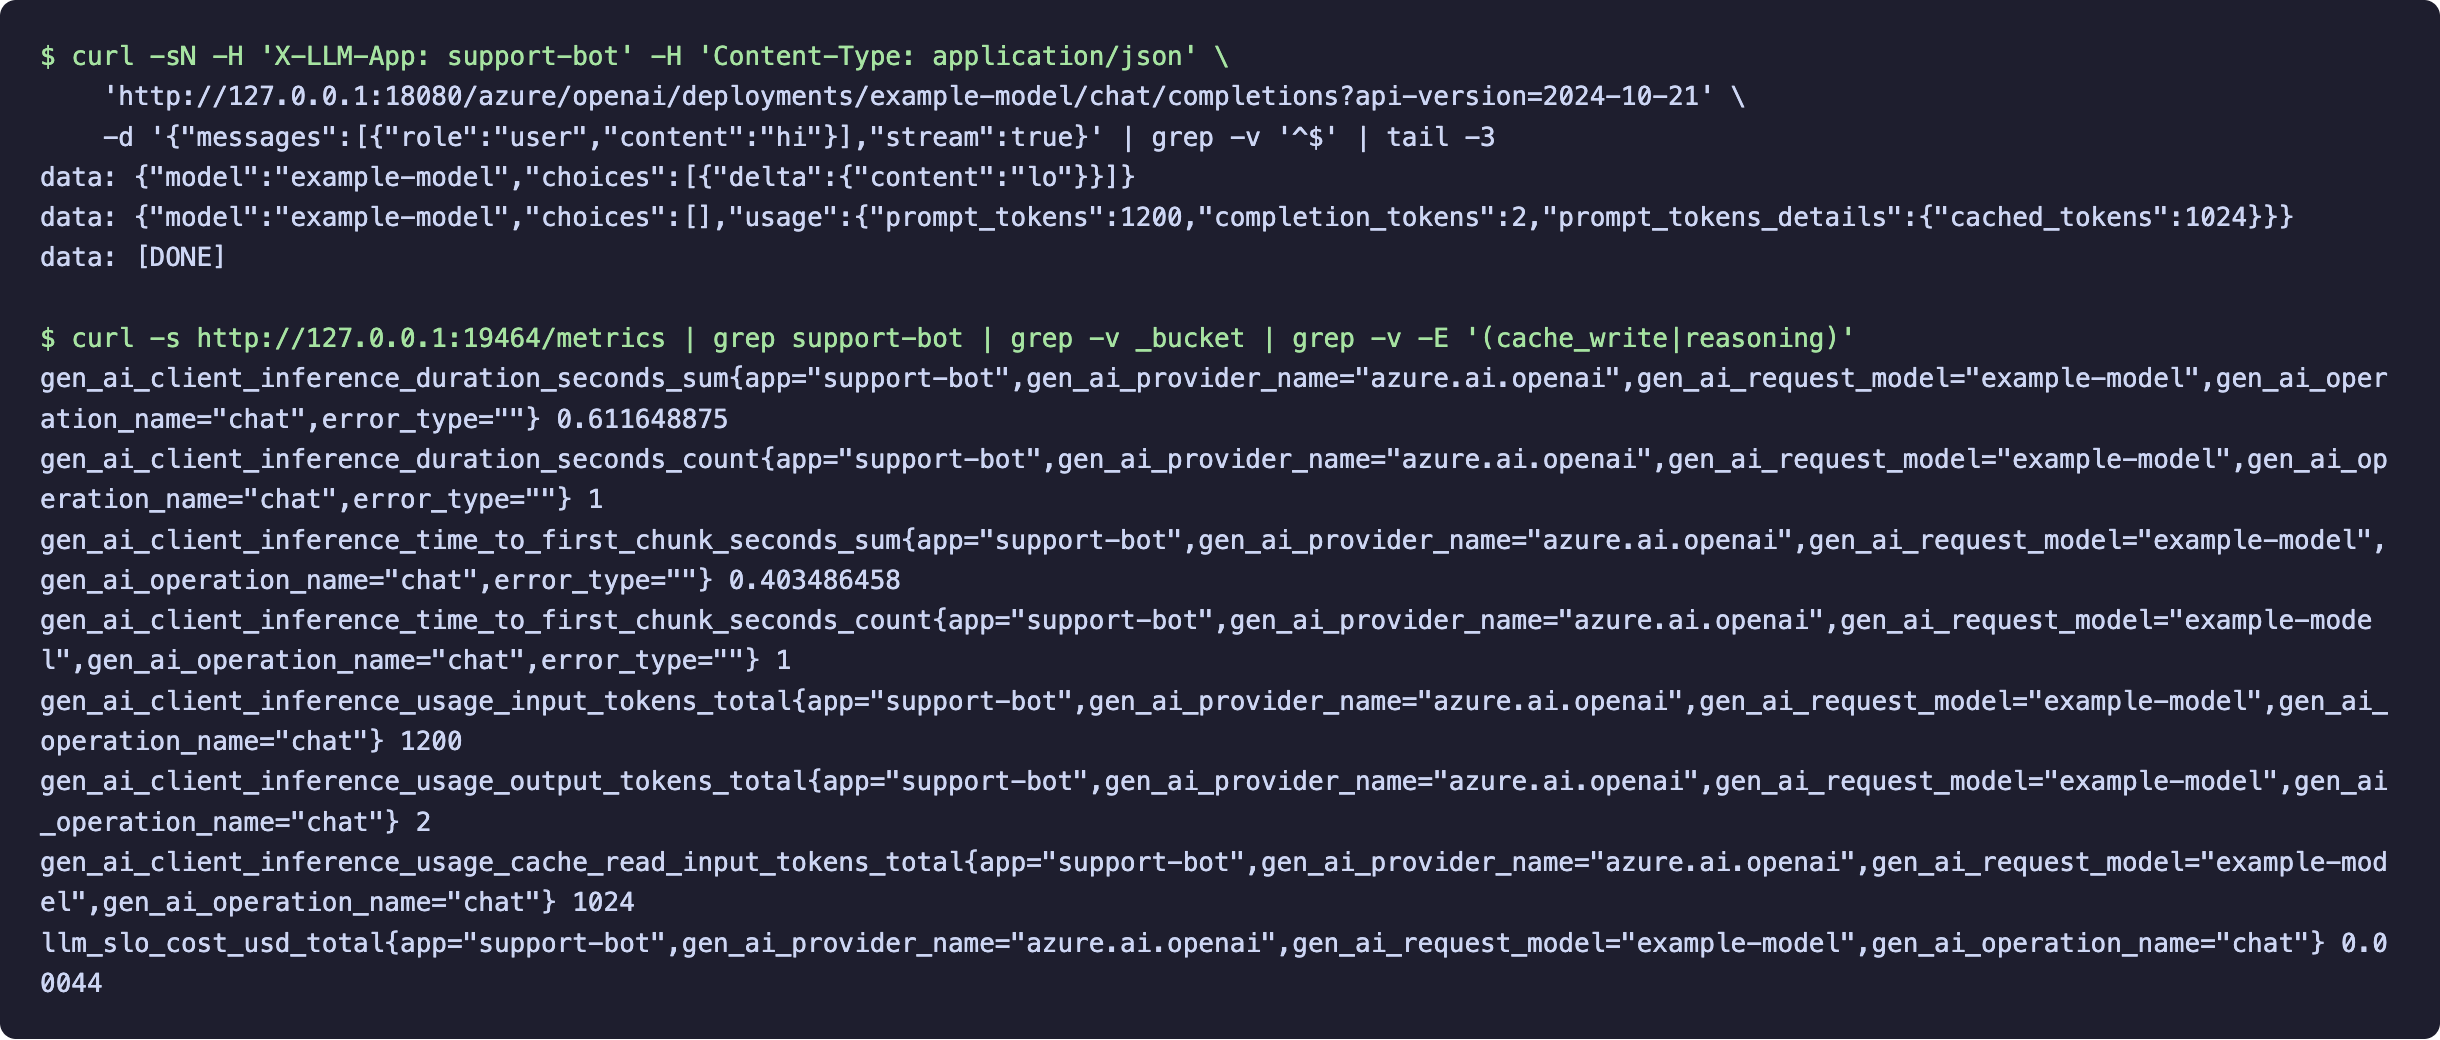 $ curl -sN -H 'X-LLM-App: support-bot' -H 'Content-Type: application/json' \
    'http://127.0.0.1:18080/azure/openai/deployments/example-model/chat/completions?api-version=2024-10-21' \
    -d '{"messages":[{"role":"user","content":"hi"}],"stream":true}' | grep -v '^$' | tail -3
data: {"model":"example-model","choices":[{"delta":{"content":"lo"}}]}
data: {"model":"example-model","choices":[],"usage":{"prompt_tokens":1200,"completion_tokens":2,"prompt_tokens_details":{"cached_tokens":1024}}}
data: [DONE]

$ curl -s http://127.0.0.1:19464/metrics | grep support-bot | grep -v _bucket | grep -v -E '(cache_write|reasoning)'
gen_ai_client_inference_duration_seconds_sum{app="support-bot",gen_ai_provider_name="azure.ai.openai",gen_ai_request_model="example-model",gen_ai_oper
ation_name="chat",error_type=""} 0.611648875
gen_ai_client_inference_duration_seconds_count{app="support-bot",gen_ai_provider_name="azure.ai.openai",gen_ai_request_model="example-model",gen_ai_op
eration_name="chat",error_type=""} 1
gen_ai_client_inference_time_to_first_chunk_seconds_sum{app="support-bot",gen_ai_provider_name="azure.ai.openai",gen_ai_request_model="example-model",
gen_ai_operation_name="chat",error_type=""} 0.403486458
gen_ai_client_inference_time_to_first_chunk_seconds_count{app="support-bot",gen_ai_provider_name="azure.ai.openai",gen_ai_request_model="example-mode
l",gen_ai_operation_name="chat",error_type=""} 1
gen_ai_client_inference_usage_input_tokens_total{app="support-bot",gen_ai_provider_name="azure.ai.openai",gen_ai_request_model="example-model",gen_ai_
operation_name="chat"} 1200
gen_ai_client_inference_usage_output_tokens_total{app="support-bot",gen_ai_provider_name="azure.ai.openai",gen_ai_request_model="example-model",gen_ai
_operation_name="chat"} 2
gen_ai_client_inference_usage_cache_read_input_tokens_total{app="support-bot",gen_ai_provider_name="azure.ai.openai",gen_ai_request_model="example-mod
el",gen_ai_operation_name="chat"} 1024
llm_slo_cost_usd_total{app="support-bot",gen_ai_provider_name="azure.ai.openai",gen_ai_request_model="example-model",gen_ai_operation_name="chat"} 0.0
0044